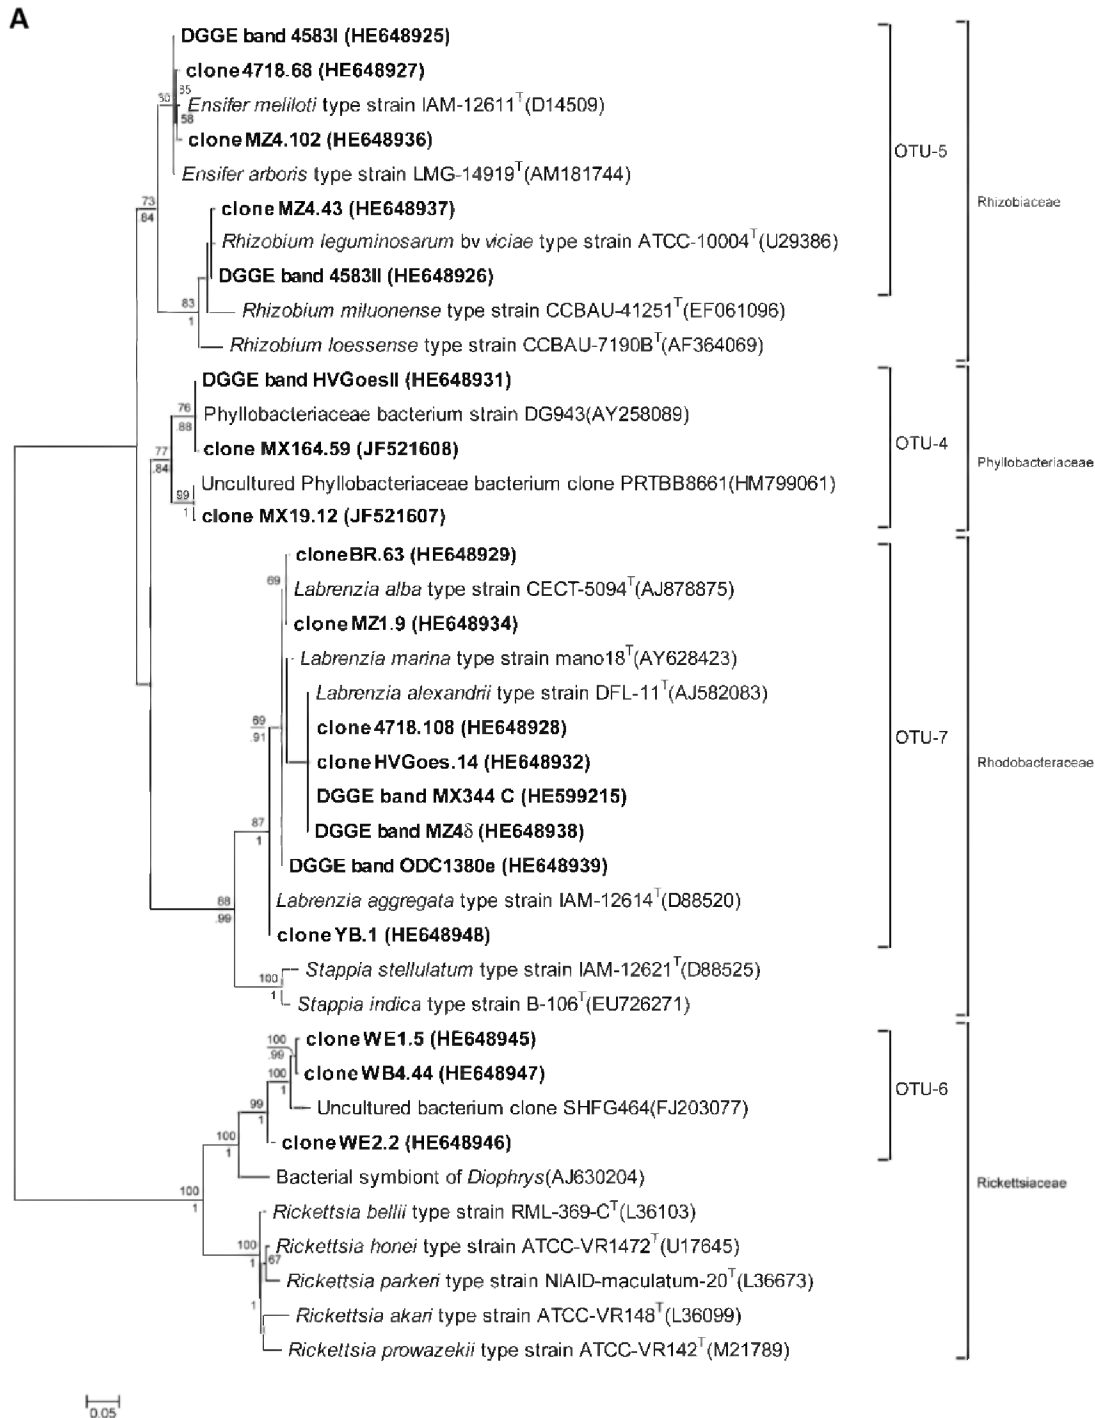 A
DGGE band 4583I (HE648925)
clone 4718.68 (HE648927)
35
30
Ensifer meliloti type strain IAM-12611T(D14509)
58
clone MZ4.102 (HE648936)
OTU-5
Ensifer arboris type strain LMG-14919T(AM181744)
73
.84
clone MZ4.43 (HE648937)
Rhizobiaceae
Rhizobium leguminosarum bv viciae type strain ATCC-10004T(U29386)
DGGE band 4583II (HE648926)
83
1
Rhizobium miluonense type strain CCBAU-41251T(EF061096)
Rhizobium loessense type strain CCBAU-7190BT(AF364069)
DGGE band HVGoesII (HE648931)
76
.88
Phyllobacteriaceae bacterium strain DG943(AY258089)
OTU-4
clone MX164.59 (JF521608)
77
.84
Phyllobacteriaceae
Uncultured Phyllobacteriaceae bacterium clone PRTBB8661(HM799061)
99
1
clone MX19.12 (JF521607)
clone BR.63 (HE648929)
69
Labrenzia alba type strain CECT-5094T(AJ878875)
clone MZ1.9 (HE648934)
Labrenzia marina type strain mano18T(AY628423)
Labrenzia alexandrii type strain DFL-11T(AJ582083)
69
.91
clone 4718.108 (HE648928)
OTU-7
clone HVGoes.14 (HE648932)
Rhodobacteraceae
DGGE band MX344 C (HE599215)
87
1
DGGE band MZ4δ (HE648938)
DGGE band ODC1380e (HE648939)
88
.99
Labrenzia aggregata type strain IAM-12614T(D88520)
clone YB.1 (HE648948)
Stappia stellulatum type strain IAM-12621T(D88525)
100
1
Stappia indica type strain B-106T(EU726271)
100
.99
clone WE1.5 (HE648945)
clone WB4.44 (HE648947)
100
1
OTU-6
Uncultured bacterium clone SHFG464(FJ203077)
99
1
clone WE2.2 (HE648946)
100
1
Bacterial symbiont of Diophrys(AJ630204)
Rickettsiaceae
100
1
Rickettsia bellii type strain RML-369-CT(L36103)
100
1
Rickettsia honei type strain ATCC-VR1472T(U17645)
67
Rickettsia parkeri type strain NIAID-maculatum-20T(L36673)
1
Rickettsia akari type strain ATCC-VR148T(L36099)
Rickettsia prowazekii type strain ATCC-VR142T(M21789)
0.05